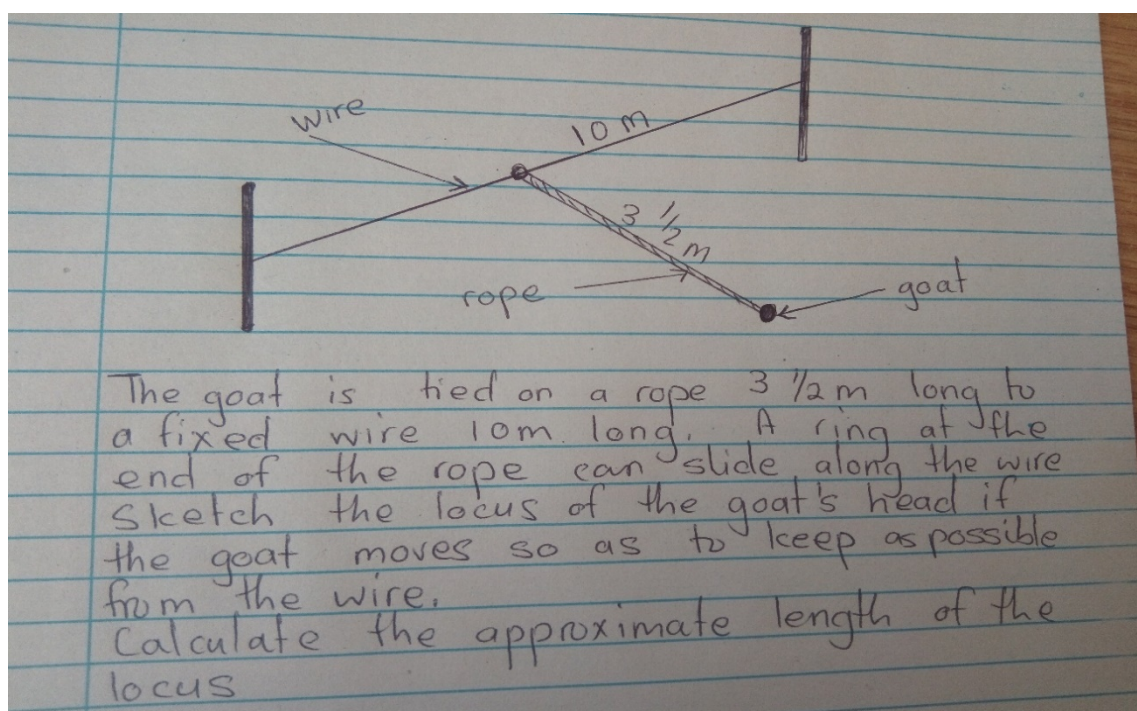 wire
10 m
3 1/2 m
rope
goat
The goat is tied on a rope 3 1/2 m long to
a fixed wire 10m long. A ring at the
end of the rope can slide along the wire
Sketch the locus of the goat's head if
the goat moves so as to keep as possible
from the wire.
Calculate the approximate length of the
locus